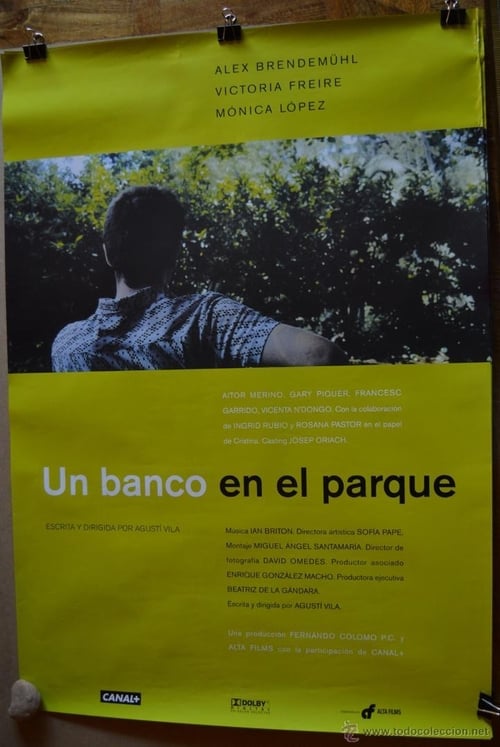 ALEX BRENDEMÜHL
VICTORIA FREIRE
MÓNICA LÓPEZ
AITOR MERINO, GARY PIQUER, FRANCESC
GARRIDO, VICENTA N'DONGO. Con la colaboración
de INGRID RUBIO y ROSANA PASTOR en el papel
de Cristina. Casting JOSEP ORIACH.
Un banco en el parque
ESCRITA Y DIRIGIDA POR AGUSTÍ VILA
Música IAN BRITON. Directora artística SOFÍA PAPE.
Montaje MIGUEL ÁNGEL SANTAMARÍA. Director de
fotografía DAVID OMEDES. Productor asociado
ENRIQUE GONZÁLEZ MACHO. Productora ejecutiva
BEATRIZ DE LA GÁNDARA.
Escrita y dirigida por AGUSTÍ VILA.
Una producción FERNANDO COLOMO P.C. y
ALTA FILMS con la participación de CANAL+
CANAL+
DOLBY
DIGITAL
af ALTA FILMS
© www.todocoleccion.net